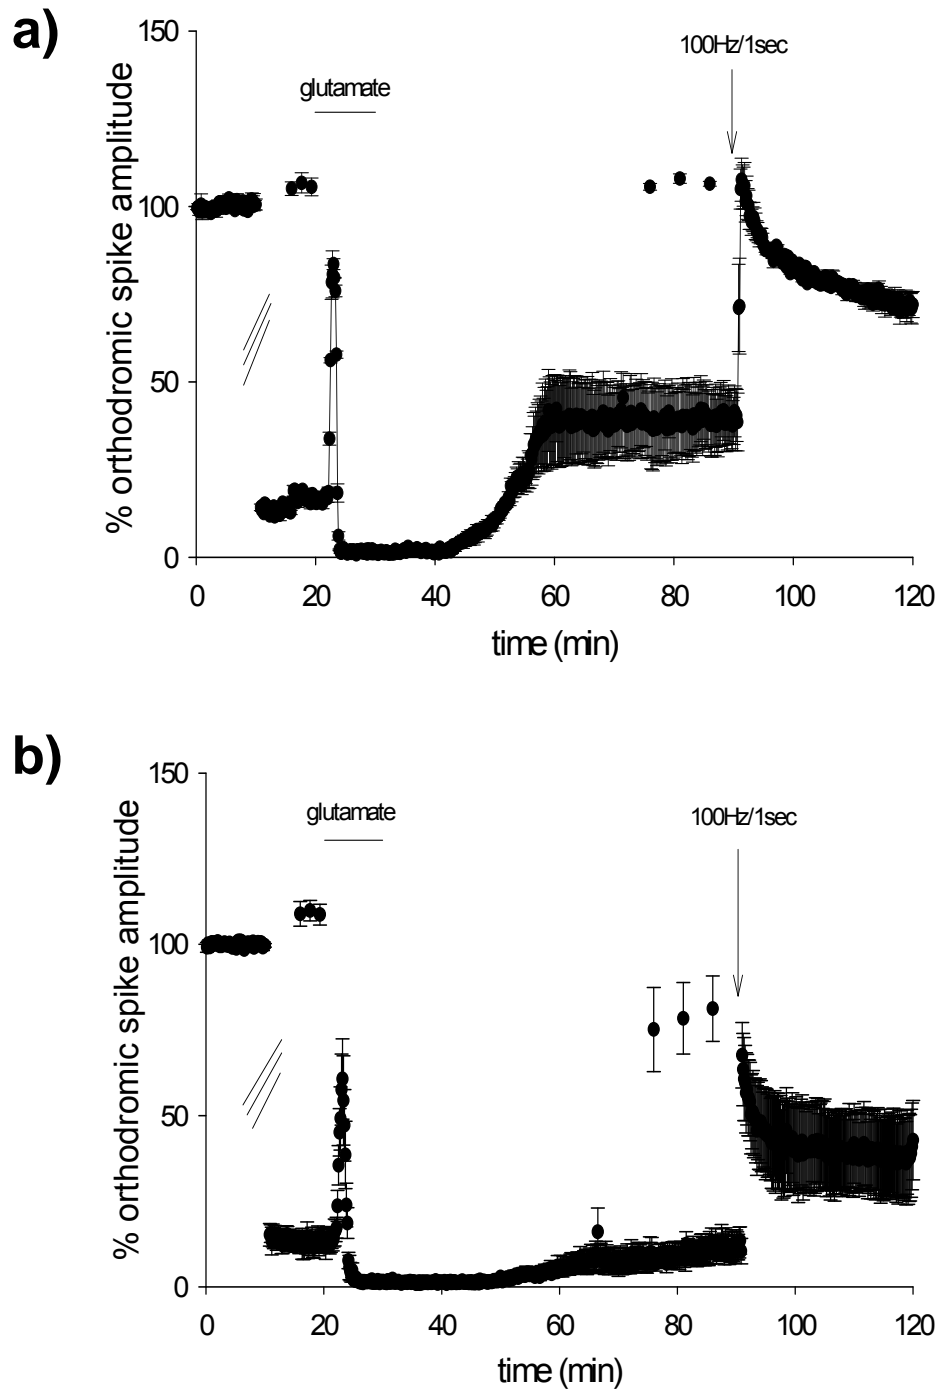 a)
150
100
50
0
% orthodromic spike amplitude
glutamate
100Hz/1sec
0 20 40 60 80 100 120
time (min)
b)
150
100
50
0
% orthodromic spike amplitude
glutamate
100Hz/1sec
0 20 40 60 80 100 120
time (min)